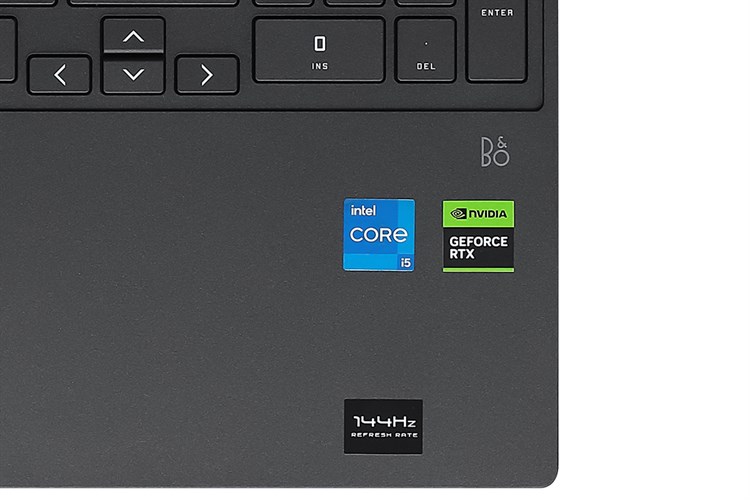 ENTER
0
INS
.
DEL
B&O
intel
CORE
i5
NVIDIA
GEFORCE
RTX
144Hz
REFRESH RATE